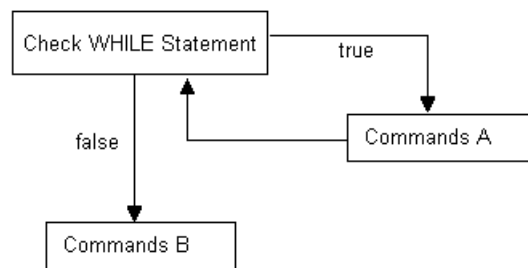 Check WHILE Statement
true
Commands A
false
Commands B